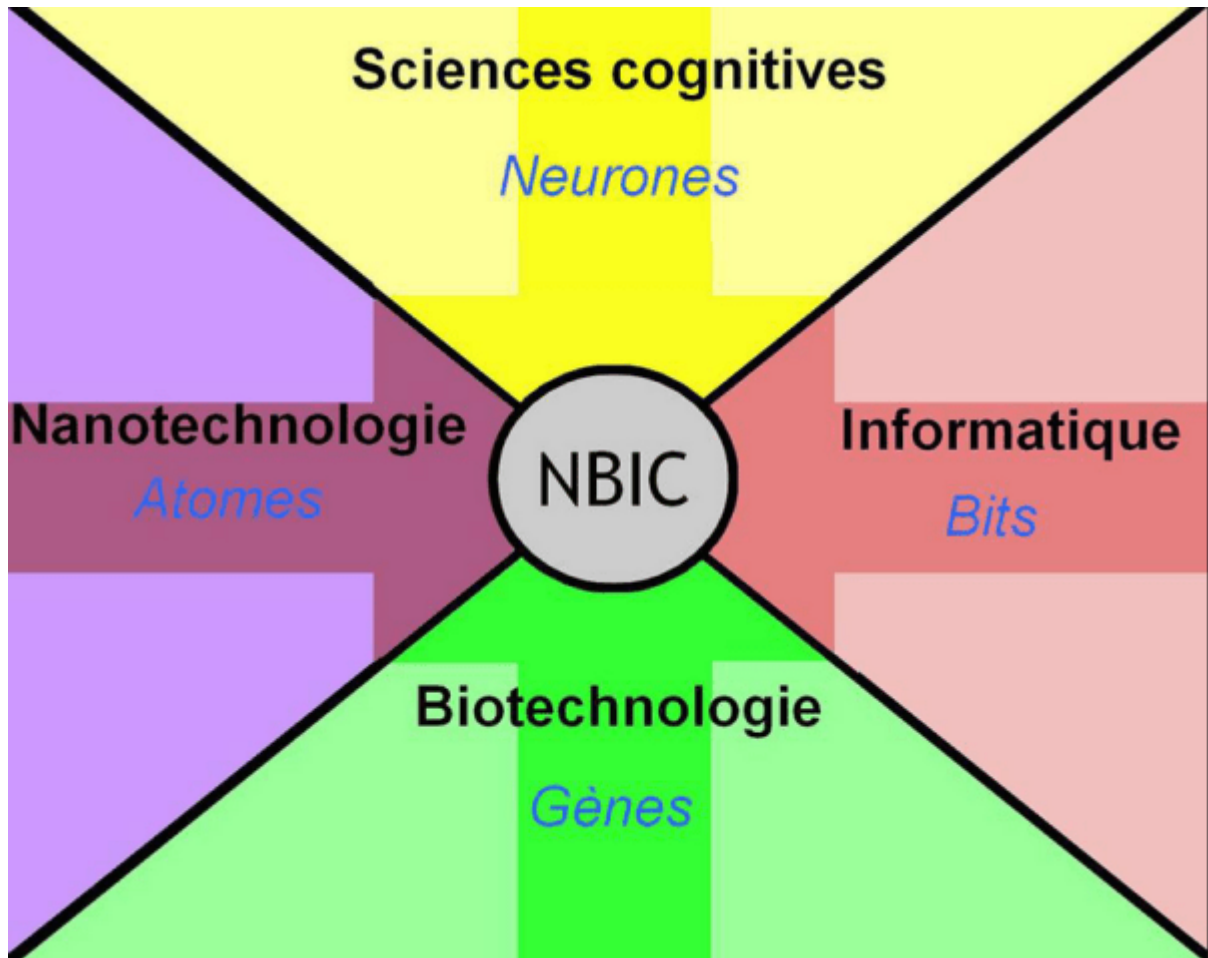 Sciences cognitives
Neurones
Nanotechnologie
Atomes
NBIC
Informatique
Bits
Biotechnologie
Gènes